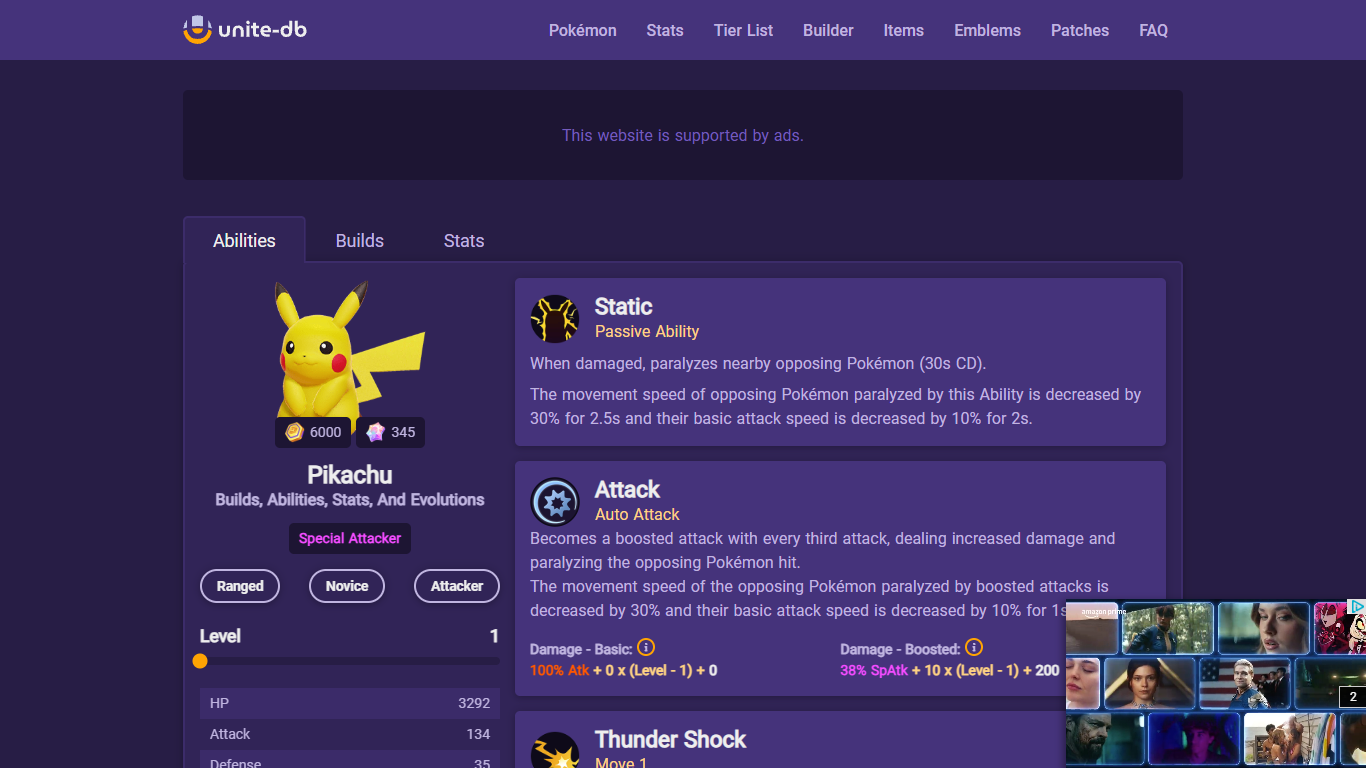 unite-db
Pokémon Stats Tier List Builder Items Emblems Patches FAQ
This website is supported by ads.
Abilities Builds Stats
6000 345
Pikachu
Builds, Abilities, Stats, And Evolutions
Special Attacker
Ranged Novice Attacker
Level 1
HP 3292
Attack 134
Defense 35
Static
Passive Ability
When damaged, paralyzes nearby opposing Pokémon (30s CD).
The movement speed of opposing Pokémon paralyzed by this Ability is decreased by
30% for 2.5s and their basic attack speed is decreased by 10% for 2s.
Attack
Auto Attack
Becomes a boosted attack with every third attack, dealing increased damage and
paralyzing the opposing Pokémon hit.
The movement speed of the opposing Pokémon paralyzed by boosted attacks is
decreased by 30% and their basic attack speed is decreased by 10% for 1s
Damage - Basic:
100% Atk + 0 x (Level - 1) + 0
Damage - Boosted:
38% SpAtk + 10 x (Level - 1) + 200
Thunder Shock
Move 1
amazon prime
2